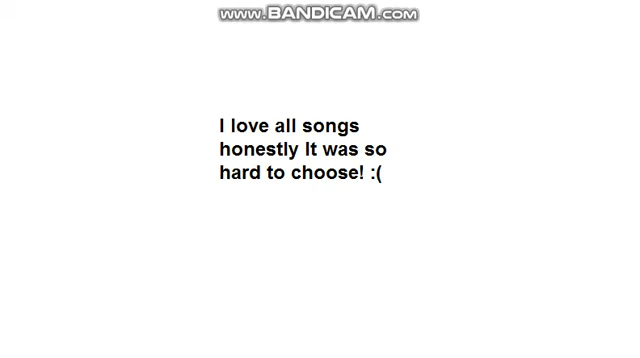 www.BANDICAM.com
I love all songs
honestly It was so
hard to choose! :(